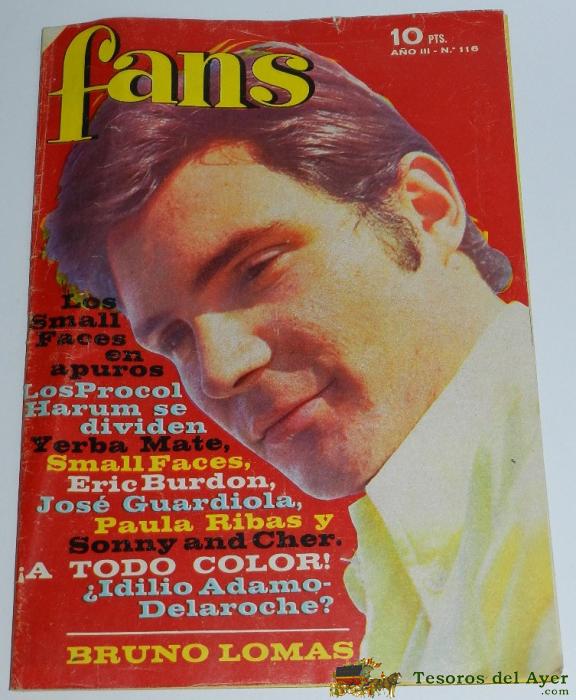 fans
10 PTS.
AÑO III - N.° 116
Los
Small
Faces
en
apuros
Los Procol
Harum se
dividen
Yerba Mate,
Small Faces,
Eric Burdon,
José Guardiola,
Paula Ribas y
Sonny and Cher.
¡A TODO COLOR!
¿Idilio Adamo-
Delaroche?
BRUNO LOMAS
Tesoros del Ayer
.com